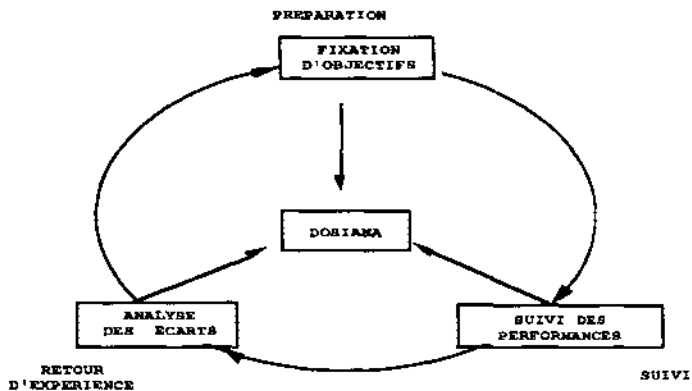 PREPARATION
FIXATION
D'OBJECTIFS
DOSIANA
ANALYSE
DES ECARTS
SUIVI DES
PERFORMANCES
RETOUR
D'EXPERIENCE
SUIVI